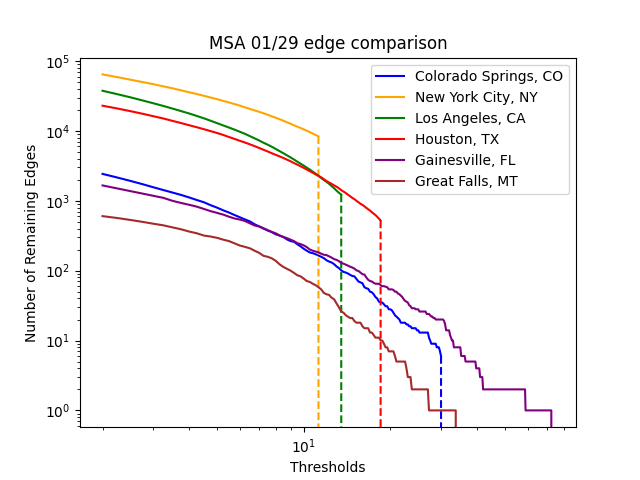 MSA 01/29 edge comparison
Number of Remaining Edges
10^5
10^4
10^3
10^2
10^1
10^0
Colorado Springs, CO
New York City, NY
Los Angeles, CA
Houston, TX
Gainesville, FL
Great Falls, MT
10^1
Thresholds